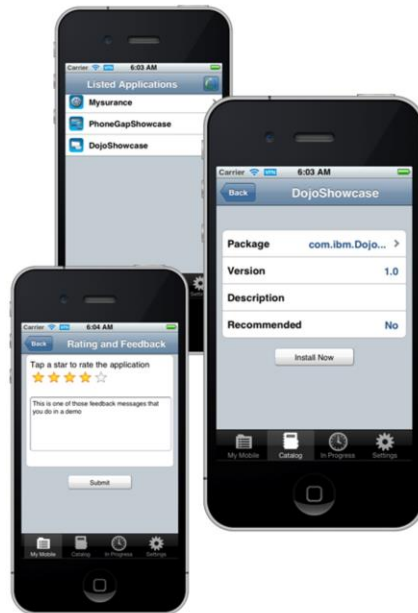 Carrier VPN 6:03 AM
Listed Applications
Mysurance
PhoneGapShowcase
DojoShowcase
Carrier VPN 6:03 AM
Back DojoShowcase
Package com.ibm.Dojo... >
Version 1.0
Description
Recommended No
Install Now
My Mobile Catalog In Progress Settings
Carrier VPN 6:04 AM
Back Rating and Feedback
Tap a star to rate the application
This is one of those feedback messages that
you do in a demo
Submit
My Mobile Catalog In Progress Settings